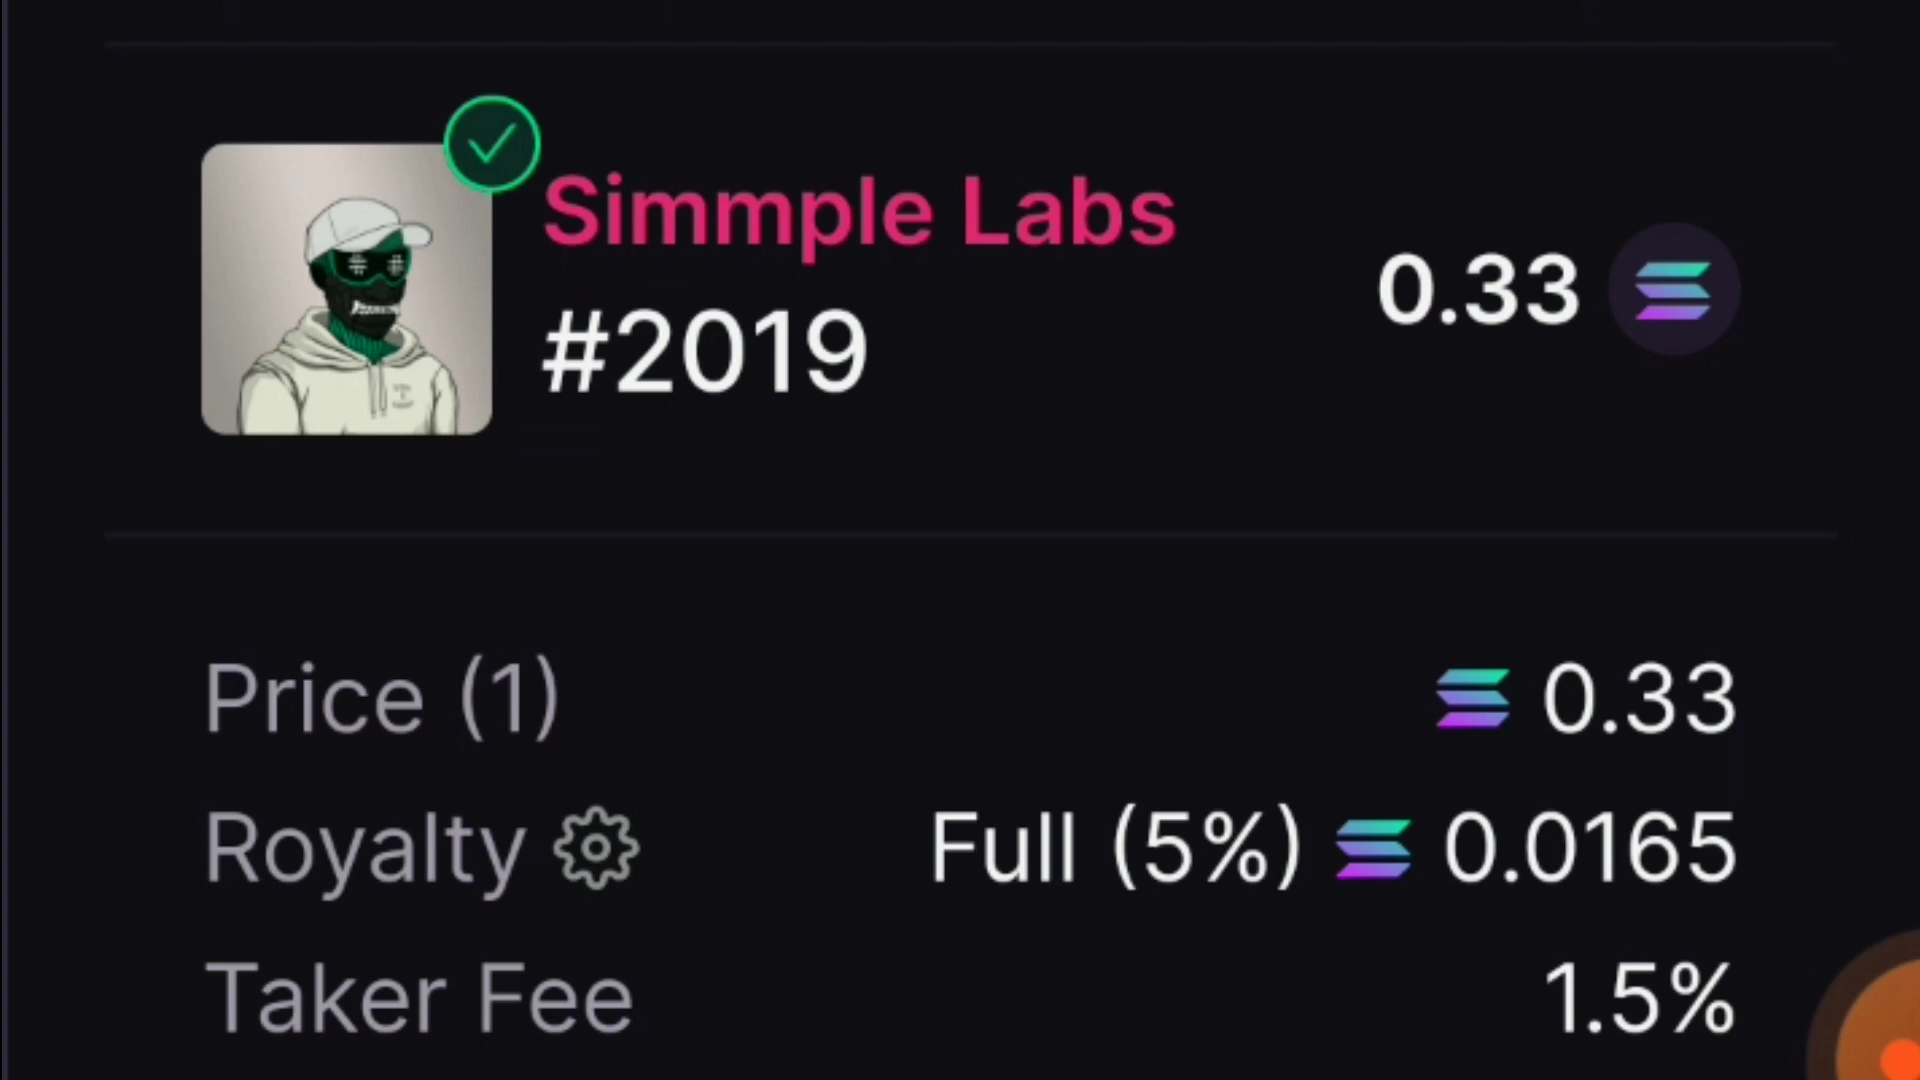 Simmple Labs
#2019
0.33
Price (1)
0.33
Royalty
Full (5%)
0.0165
Taker Fee
1.5%